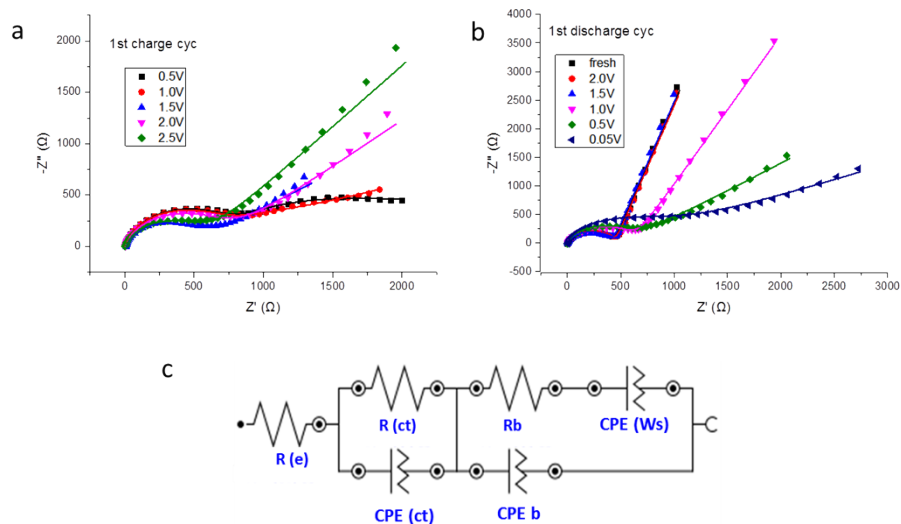 a
1st charge cyc
0.5V
1.0V
1.5V
2.0V
2.5V
2000
1500
1000
500
0
-Z'' (Ω)
0
500
1000
1500
2000
Z' (Ω)
b
1st discharge cyc
fresh
2.0V
1.5V
1.0V
0.5V
0.05V
4000
3500
3000
2500
2000
1500
1000
500
0
-500
-Z'' (Ω)
0
500
1000
1500
2000
2500
3000
Z' (Ω)
c
R (e)
R (ct)
Rb
CPE (Ws)
CPE (ct)
CPE b